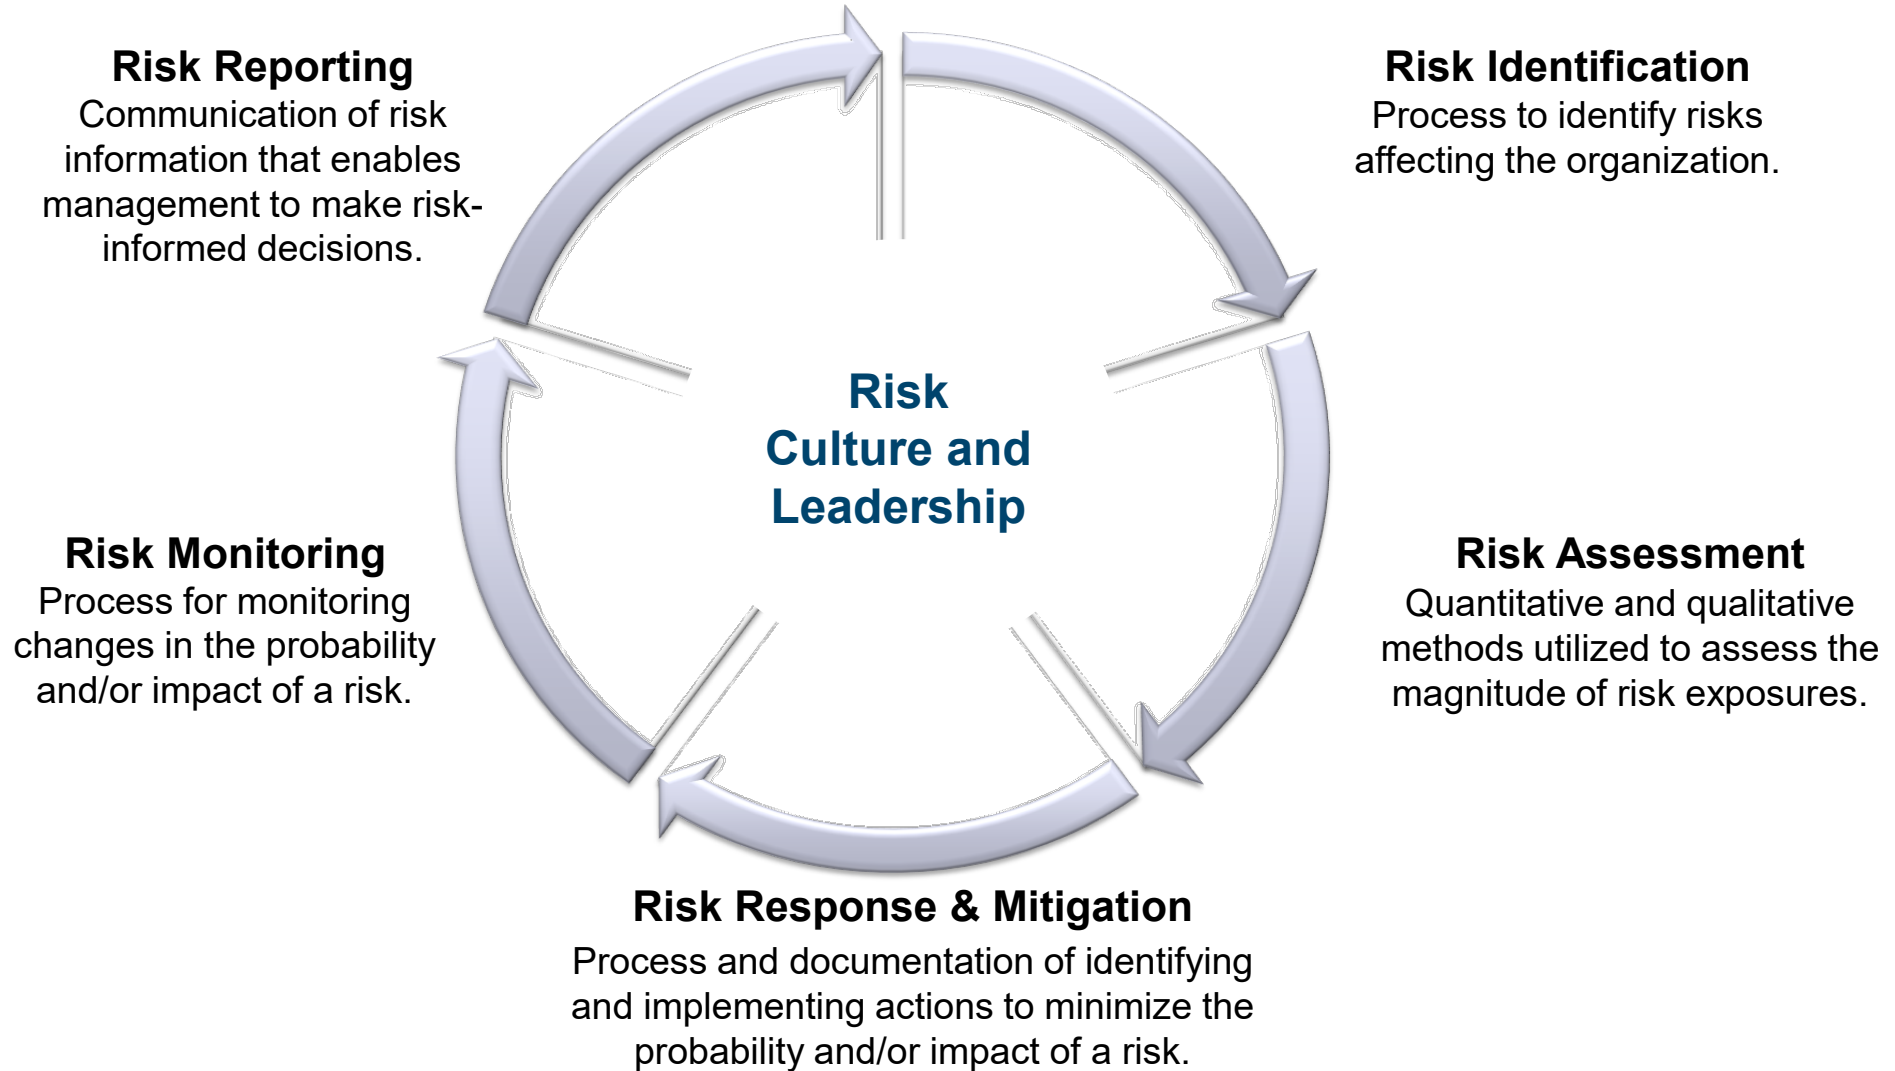 Risk Reporting
Communication of risk
information that enables
management to make risk-
informed decisions.
Risk Identification
Process to identify risks
affecting the organization.
Risk
Culture and
Leadership
Risk Monitoring
Process for monitoring
changes in the probability
and/or impact of a risk.
Risk Assessment
Quantitative and qualitative
methods utilized to assess the
magnitude of risk exposures.
Risk Response & Mitigation
Process and documentation of identifying
and implementing actions to minimize the
probability and/or impact of a risk.